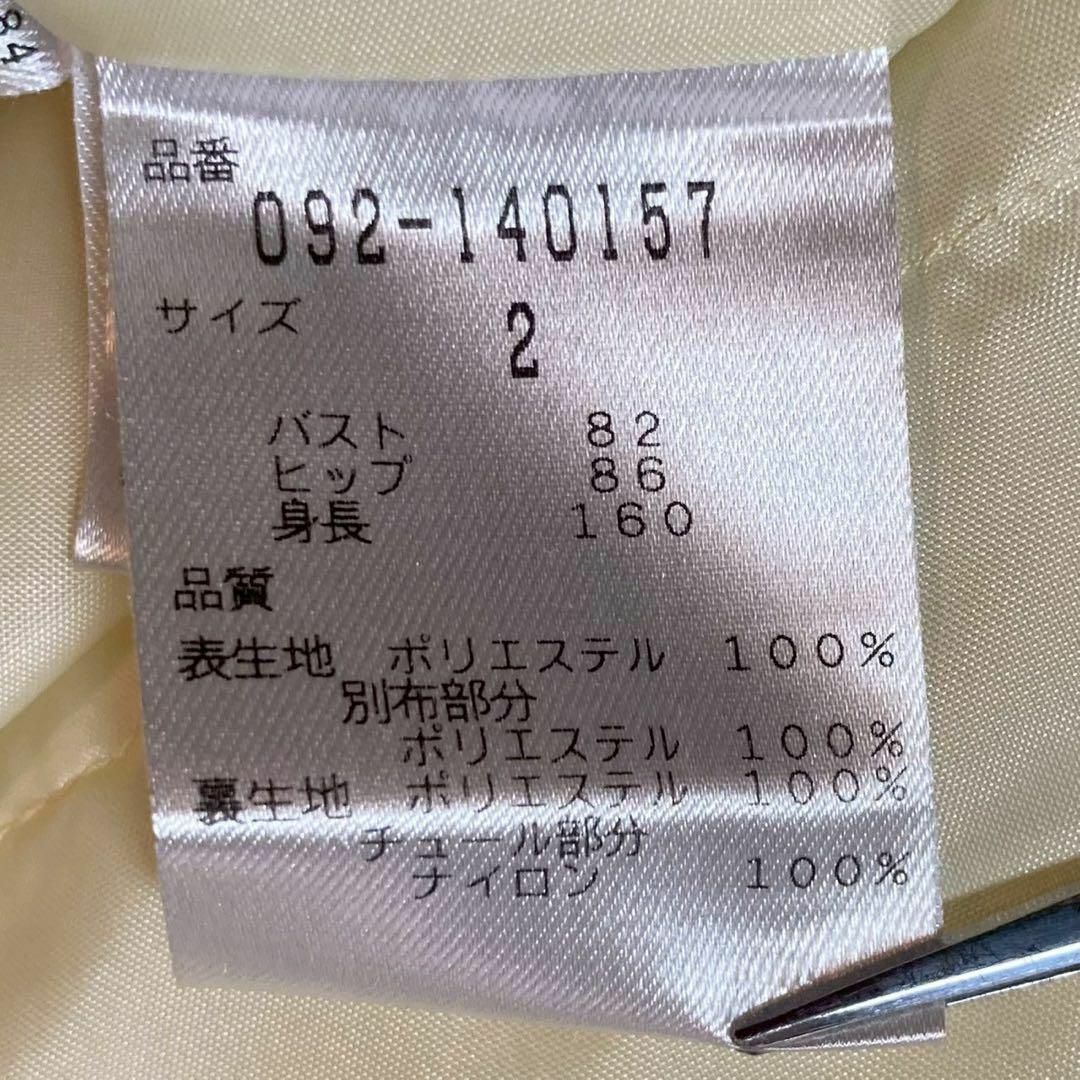 84
品番
092-140157
サイズ 2
バスト 82
ヒップ 86
身長 160
品質
表生地 ポリエステル 100%
別布部分
ポリエステル 100%
裏生地 ポリエステル 100%
チュール部分
ナイロン 100%